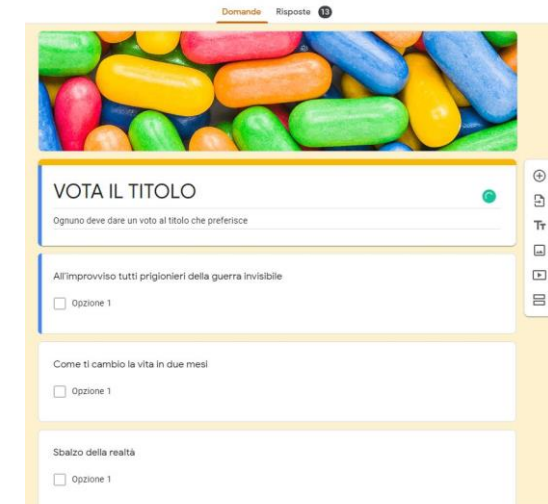 Domande Risposte 13
VOTA IL TITOLO
Ognuno deve dare un voto al titolo che preferisce
All'improvviso tutti prigionieri della guerra invisibile
Opzione 1
Come ti cambio la vita in due mesi
Opzione 1
Sbalzo della realtà
Opzione 1
Tт